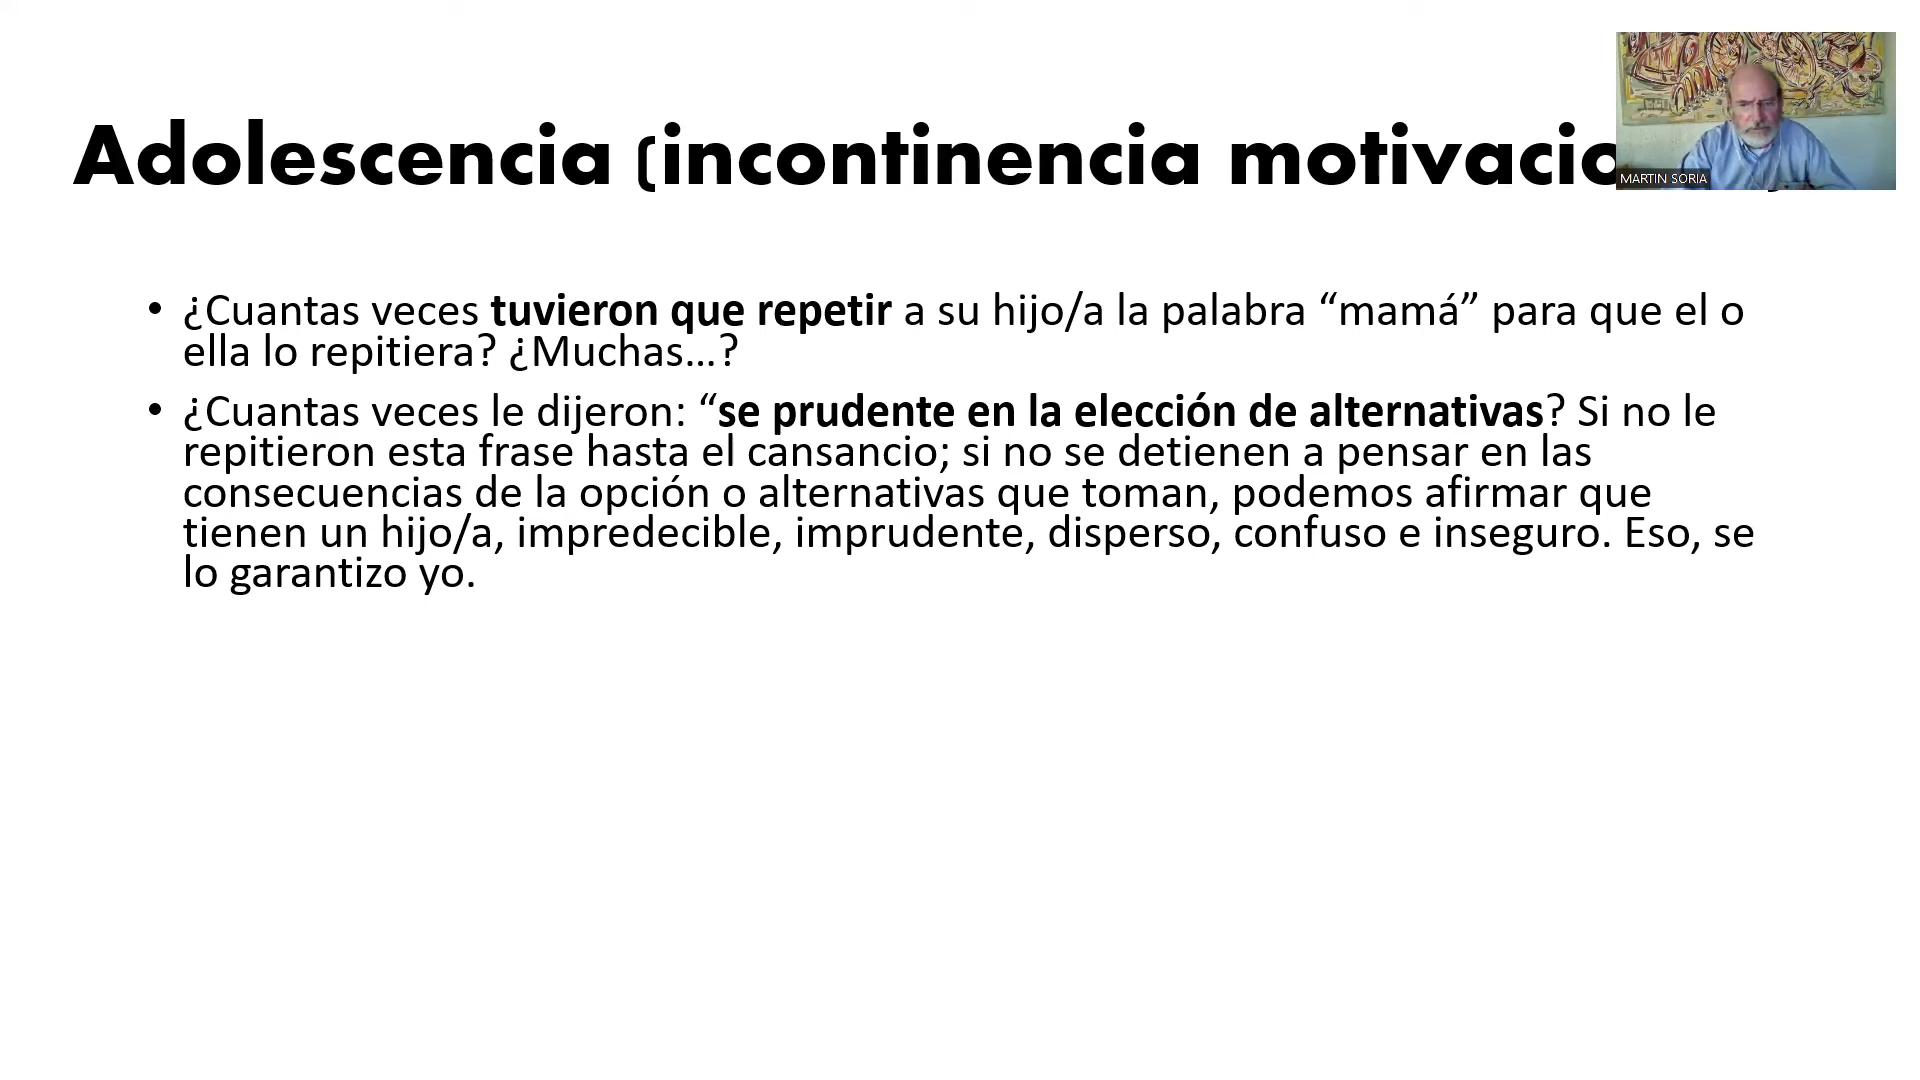 Adolescencia (incontinencia motivacio
MARTIN SORIA
• ¿Cuantas veces tuvieron que repetir a su hijo/a la palabra “mamá” para que el o
ella lo repitiera? ¿Muchas…?
• ¿Cuantas veces le dijeron: “se prudente en la elección de alternativas? Si no le
repitieron esta frase hasta el cansancio; si no se detienen a pensar en las
consecuencias de la opción o alternativas que toman, podemos afirmar que
tienen un hijo/a, impredecible, imprudente, disperso, confuso e inseguro. Eso, se
lo garantizo yo.